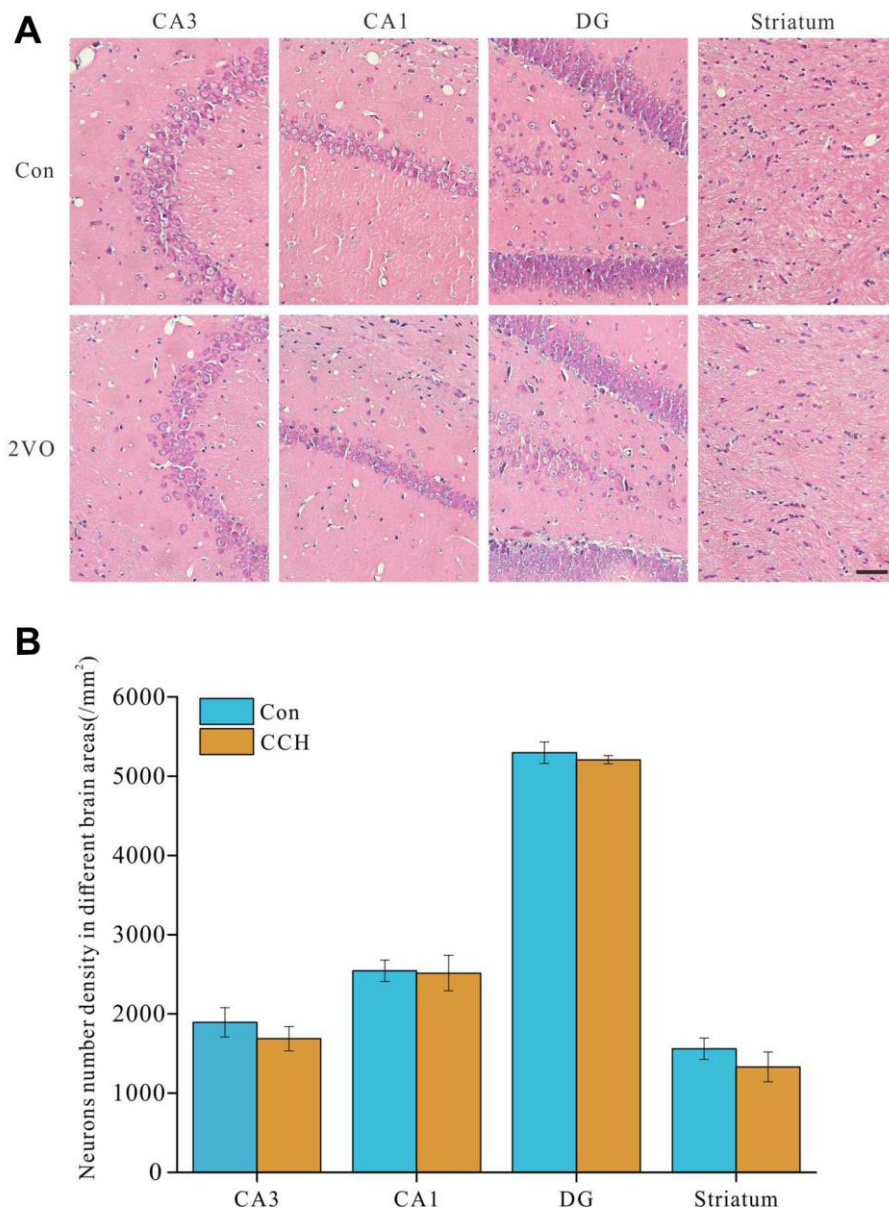 A
CA3 CA1 DG Striatum
Con
2VO
B
Neurons number density in different brain areas(/mm²)
6000
5000
4000
3000
2000
1000
0
Con
CCH
CA3 CA1 DG Striatum